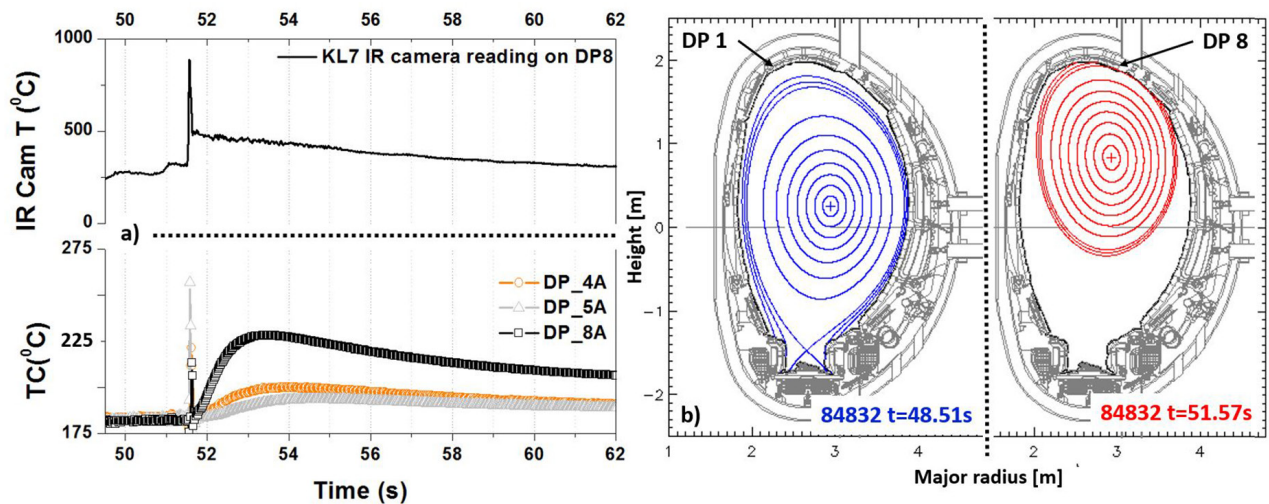 50 52 54 56 58 60 62
1000
500
0
IR Cam T (⁰C)
KL7 IR camera reading on DP8
a)
275
225
175
TC(⁰C)
DP_4A
DP_5A
DP_8A
50 52 54 56 58 60 62
Time (s)
DP 1
DP 8
2
1
0
−1
−2
Height [m]
b)
84832 t=48.51s
84832 t=51.57s
1 2 3 4 2 3 4
Major radius [m]